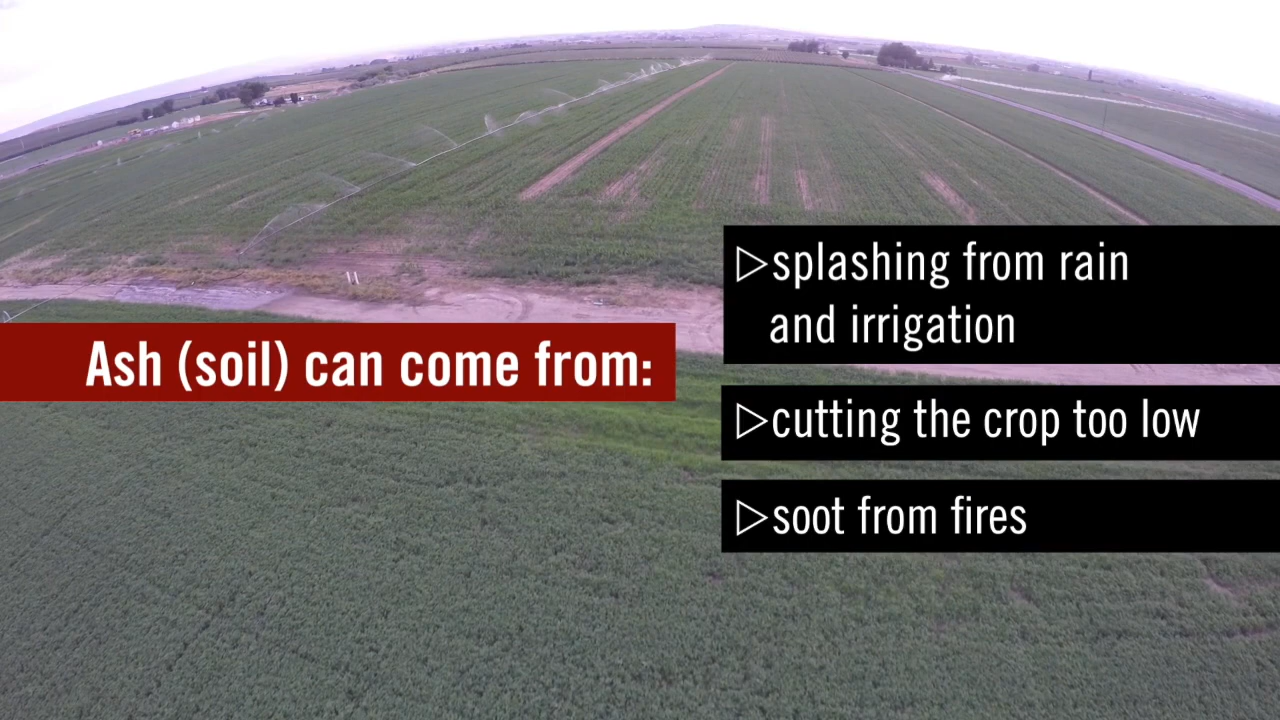 Ash (soil) can come from:
▷splashing from rain
and irrigation
▷cutting the crop too low
▷soot from fires